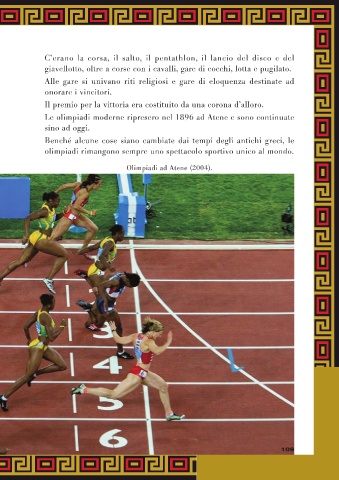 C'erano la corsa, il salto, il pentathlon, il lancio del disco e del
giavellotto, oltre a corse con i cavalli, gare di cocchi, lotta e pugilato.
Alle gare si univano riti religiosi e gare di eloquenza destinate ad
onorare i vincitori.
Il premio per la vittoria era costituito da una corona d'alloro.
Le olimpiadi moderne ripresero nel 1896 ad Atene e sono continuate
sino ad oggi.
Benché alcune cose siano cambiate dai tempi degli antichi greci, le
olimpiadi rimangono sempre uno spettacolo sportivo unico al mondo.
Olimpiadi ad Atene (2004).
3
4
5
6
109